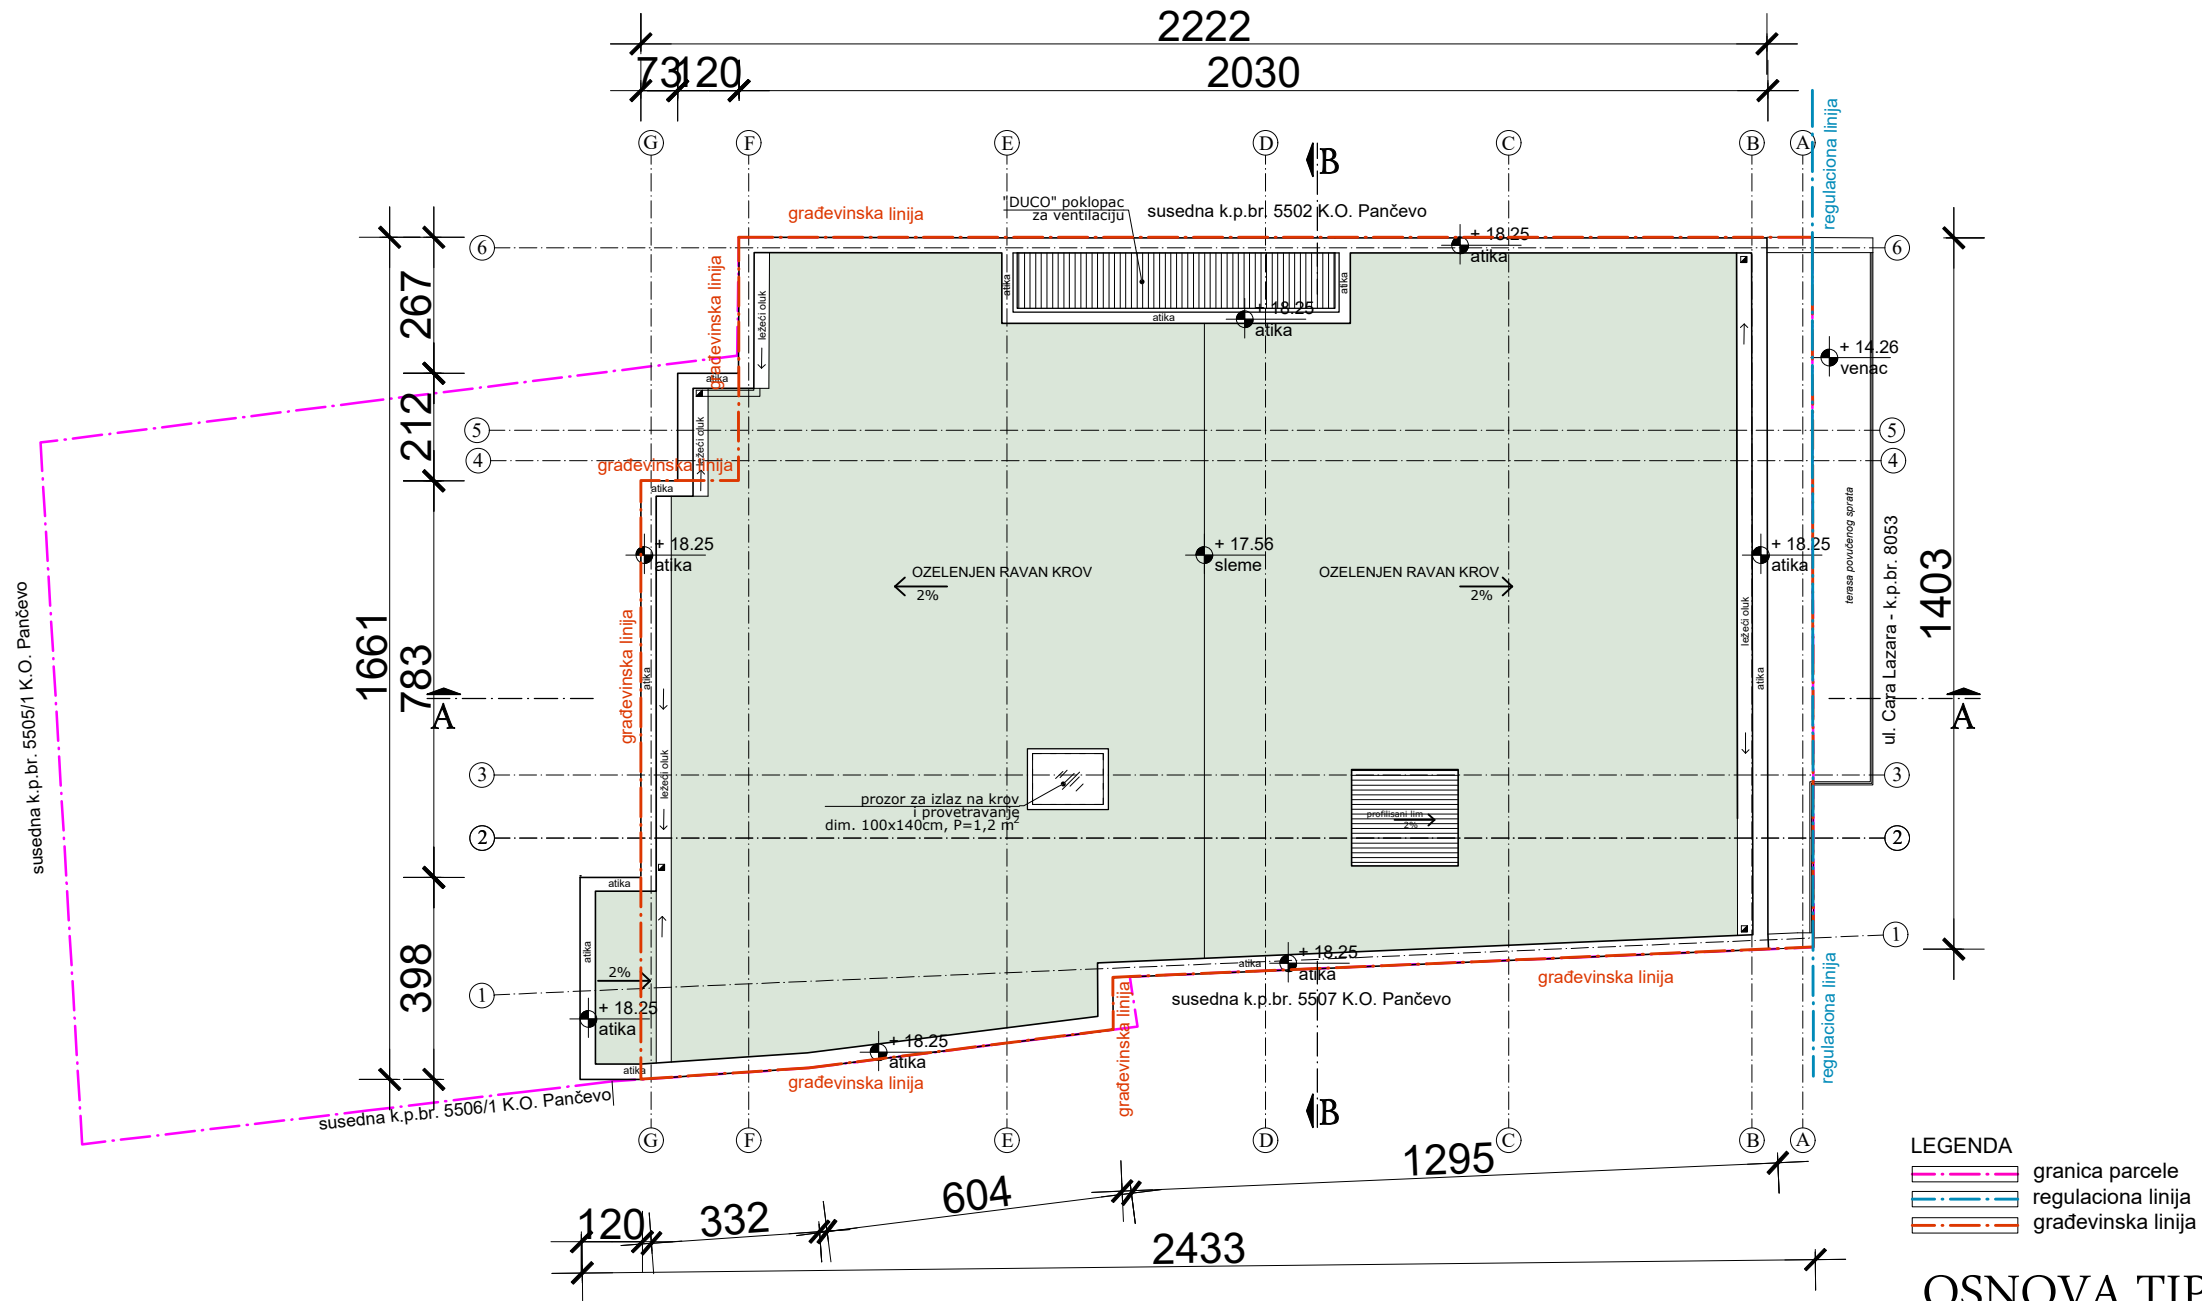 2222
73
120
2030
G
F
E
D
C
B
A
B
regulaciona linija
građevinska linija
"DUCO" poklopac
za ventilaciju
susedna k.p.br. 5502 K.O. Pančevo
6
+ 18.25
atika
6
267
građevinska linija
ležeći oluk
atika
atika
atika
+ 18.25
atika
+ 14.26
venac
atika
212
ležeći oluk
5
5
4
4
građevinska linija
atika
terasa povučenog sprata
+ 18.25
atika
+ 17.56
sleme
+ 18.25
atika
OZELENJEN RAVAN KROV
2%
OZELENJEN RAVAN KROV
2%
1403
ul. Cara Lazara - k.p.br. 8053
susedna k.p.br. 5505/1 K.O. Pančevo
1661
783
građevinska linija
atika
ležeći oluk
atika
A
A
ležeći oluk
3
3
prozor za izlaz na krov
i provetravanje
dim. 100x140cm, P=1,2 m²
profilisani lim
2%
2
2
atika
398
atika
2%
1
1
+ 18.25
atika
atika
+ 18.25
atika
građevinska linija
susedna k.p.br. 5507 K.O. Pančevo
građevinska linija
regulaciona linija
+ 18.25
atika
atika
građevinska linija
susedna k.p.br. 5506/1 K.O. Pančevo
B
G
F
E
D
C
B
A
1295
604
332
120
2433
LEGENDA
granica parcele
regulaciona linija
građevinska linija
OSNOVA TIP